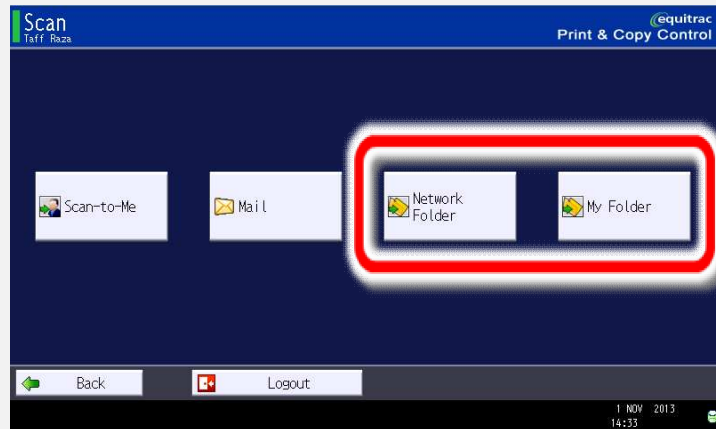 Scan
Taff Raza
equitrac
Print & Copy Control
Scan-to-Me
Mail
Network
Folder
My Folder
Back
Logout
1 NOV 2013
14:33